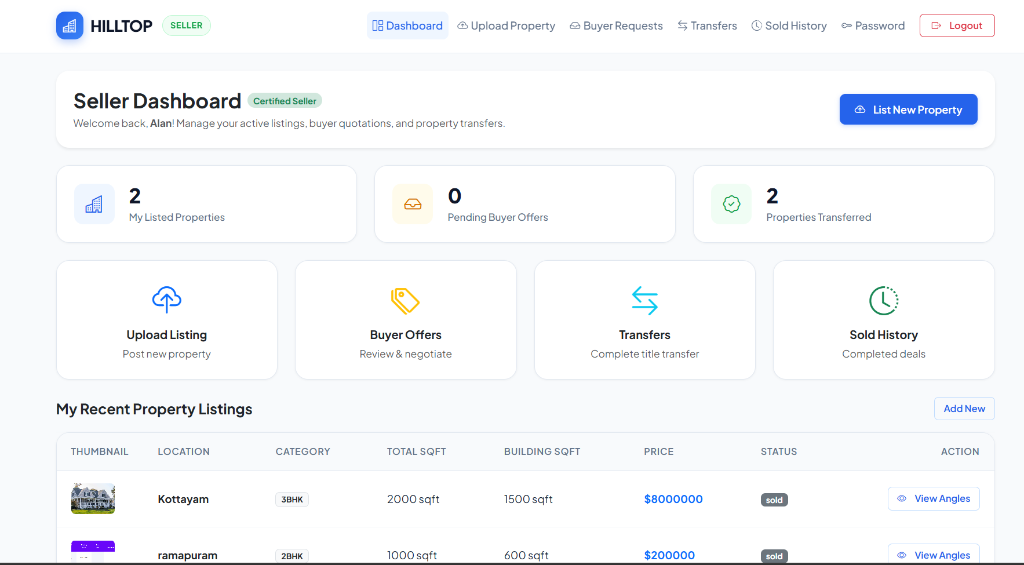 HILLTOP SELLER Dashboard Upload Property Buyer Requests Transfers Sold History Password Logout
Seller Dashboard Certified Seller
Welcome back, Alan! Manage your active listings, buyer quotations, and property transfers.
List New Property
2
My Listed Properties
0
Pending Buyer Offers
2
Properties Transferred
Upload Listing
Post new property
Buyer Offers
Review & negotiate
Transfers
Complete title transfer
Sold History
Completed deals
My Recent Property Listings
Add New
THUMBNAIL LOCATION CATEGORY TOTAL SQFT BUILDING SQFT PRICE STATUS ACTION
Kottayam 3BHK 2000 sqft 1500 sqft $8000000 sold View Angles
ramapuram 2BHK 1000 sqft 600 sqft $200000 sold View Angles